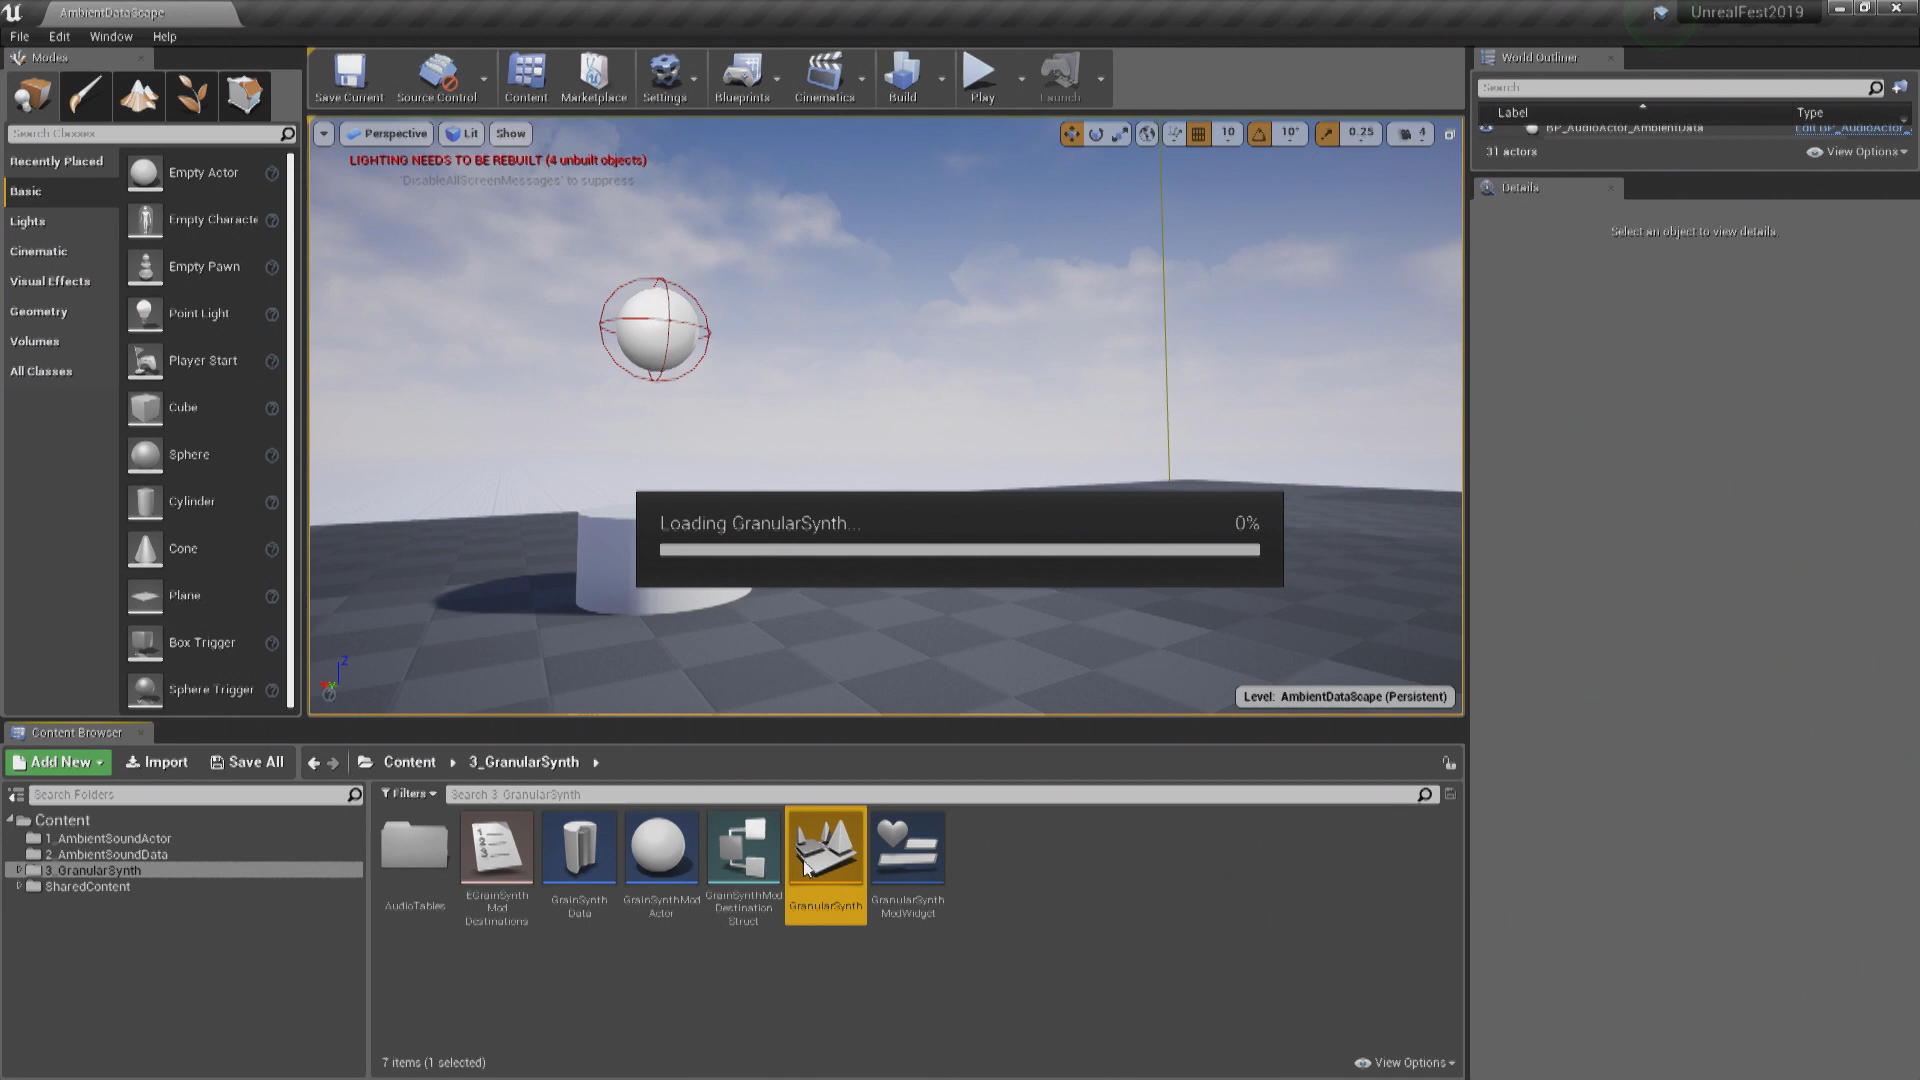 AmbientDataScape
UnrealFest2019
File Edit Window Help
Modes
Search Classes
Recently Placed
Basic
Lights
Cinematic
Visual Effects
Geometry
Volumes
All Classes
Empty Actor
Empty Characte
Empty Pawn
Point Light
Player Start
Cube
Sphere
Cylinder
Cone
Plane
Box Trigger
Sphere Trigger
Save Current
Source Control
Content
Marketplace
Settings
Blueprints
Cinematics
Build
Play
Launch
Perspective
Lit
Show
10
10°
0.25
4
LIGHTING NEEDS TO BE REBUILT (4 unbuilt objects)
'DisableAllScreenMessages' to suppress
Loading GranularSynth...
0%
Z
Level: AmbientDataScape (Persistent)
World Outliner
Search
Label
Type
BP_AudioActor_AmbientData
Edit BP_AudioActor_
31 actors
View Options
Details
Select an object to view details.
Content Browser
Add New
Import
Save All
Content
3_GranularSynth
Search Folders
Filters
Search 3_GranularSynth
Content
1_AmbientSoundActor
2_AmbientSoundData
3_GranularSynth
SharedContent
AudioTables
EGrainSynth
Mod
Destinations
GrainSynth
Data
GrainSynthMod
Actor
GrainSynthMod
Destination
Struct
GranularSynth
GranularSynth
ModWidget
7 items (1 selected)
View Options